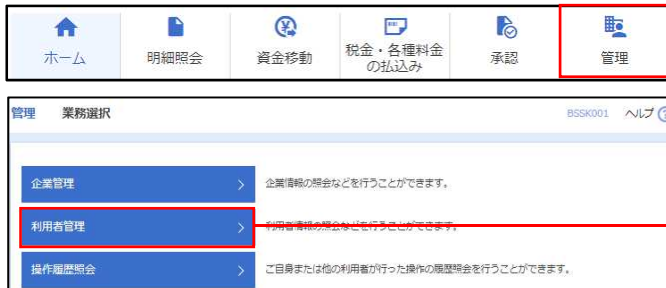 ホーム
明細照会
資金移動
税金・各種料金
の払込み
承認
管理
管理 業務選択 BSSK001 ヘルプ ?
企業管理 企業情報の照会などを行うことができます。
利用者管理 利用者情報の照会などを行うことができます。
操作履歴照会 ご自身または他の利用者が行った操作の履歴照会を行うことができます。